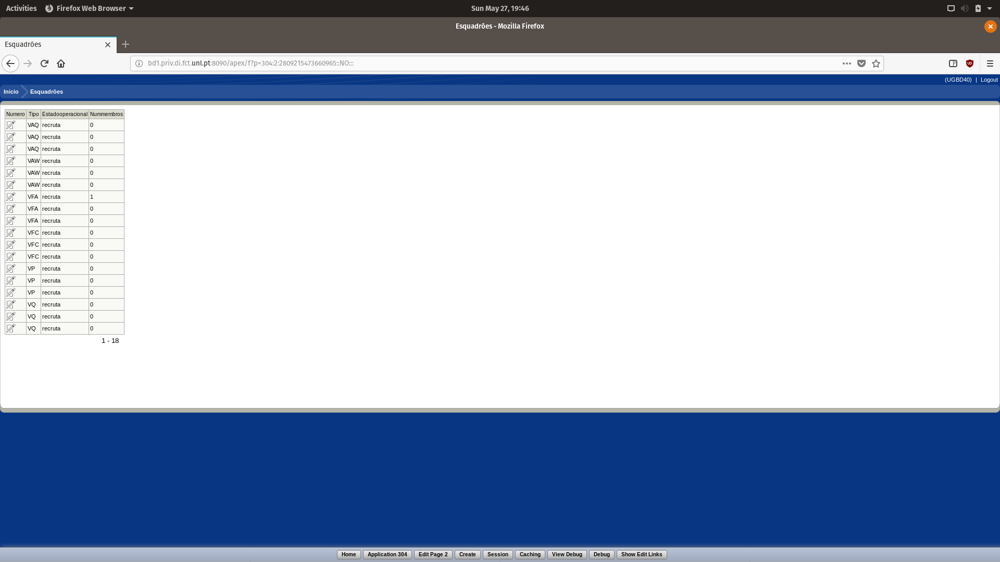 Activities Firefox Web Browser Sun May 27, 19:46
Esquadrões - Mozilla Firefox
Esquadrões
bd1.priv.di.fct.unl.pt:8090/apex/f?p=304:2:2809215473660965::NO:::
(UGBD40) | Logout
Inicio Esquadrões
Numero Tipo Estadooperacional Nummembros
VAQ recruta 0
VAQ recruta 0
VAQ recruta 0
VAW recruta 0
VAW recruta 0
VAW recruta 0
VFA recruta 1
VFA recruta 0
VFA recruta 0
VFC recruta 0
VFC recruta 0
VFC recruta 0
VP recruta 0
VP recruta 0
VP recruta 0
VQ recruta 0
VQ recruta 0
VQ recruta 0
1 - 18
Home Application 304 Edit Page 2 Create Session Caching View Debug Debug Show Edit Links